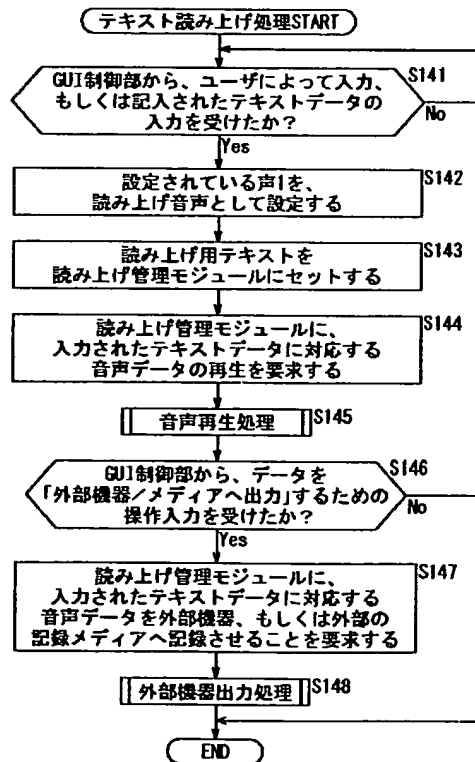 テキスト読み上げ処理START
GUI制御部から、ユーザによって入力、
もしくは記入されたテキストデータの
入力を受けたか？
S141
No
Yes
設定されている声1を、
読み上げ音声として設定する
S142
読み上げ用テキストを
読み上げ管理モジュールにセットする
S143
読み上げ管理モジュールに、
入力されたテキストデータに対応する
音声データの再生を要求する
S144
音声再生処理
S145
GUI制御部から、データを
「外部機器／メディアへ出力」するための
操作入力を受けたか？
S146
No
Yes
読み上げ管理モジュールに、
入力されたテキストデータに対応する
音声データを外部機器、もしくは外部の
記録メディアへ記録させることを要求する
S147
外部機器出力処理
S148
END